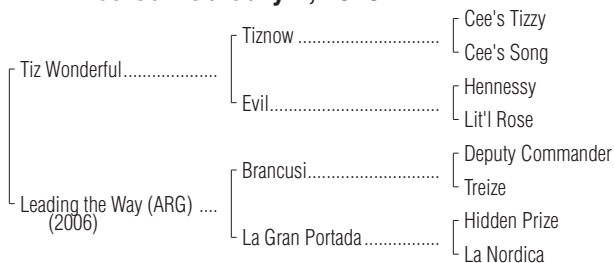 Cee's Tizzy
Tiznow ................................
Cee's Song
Tiz Wonderful.....................
Hennessy
Evil.......................................
Lit'l Rose
Deputy Commander
Brancusi..............................
Treize
Leading the Way (ARG) ....
(2006)
Hidden Prize
La Gran Portada.................
La Nordica